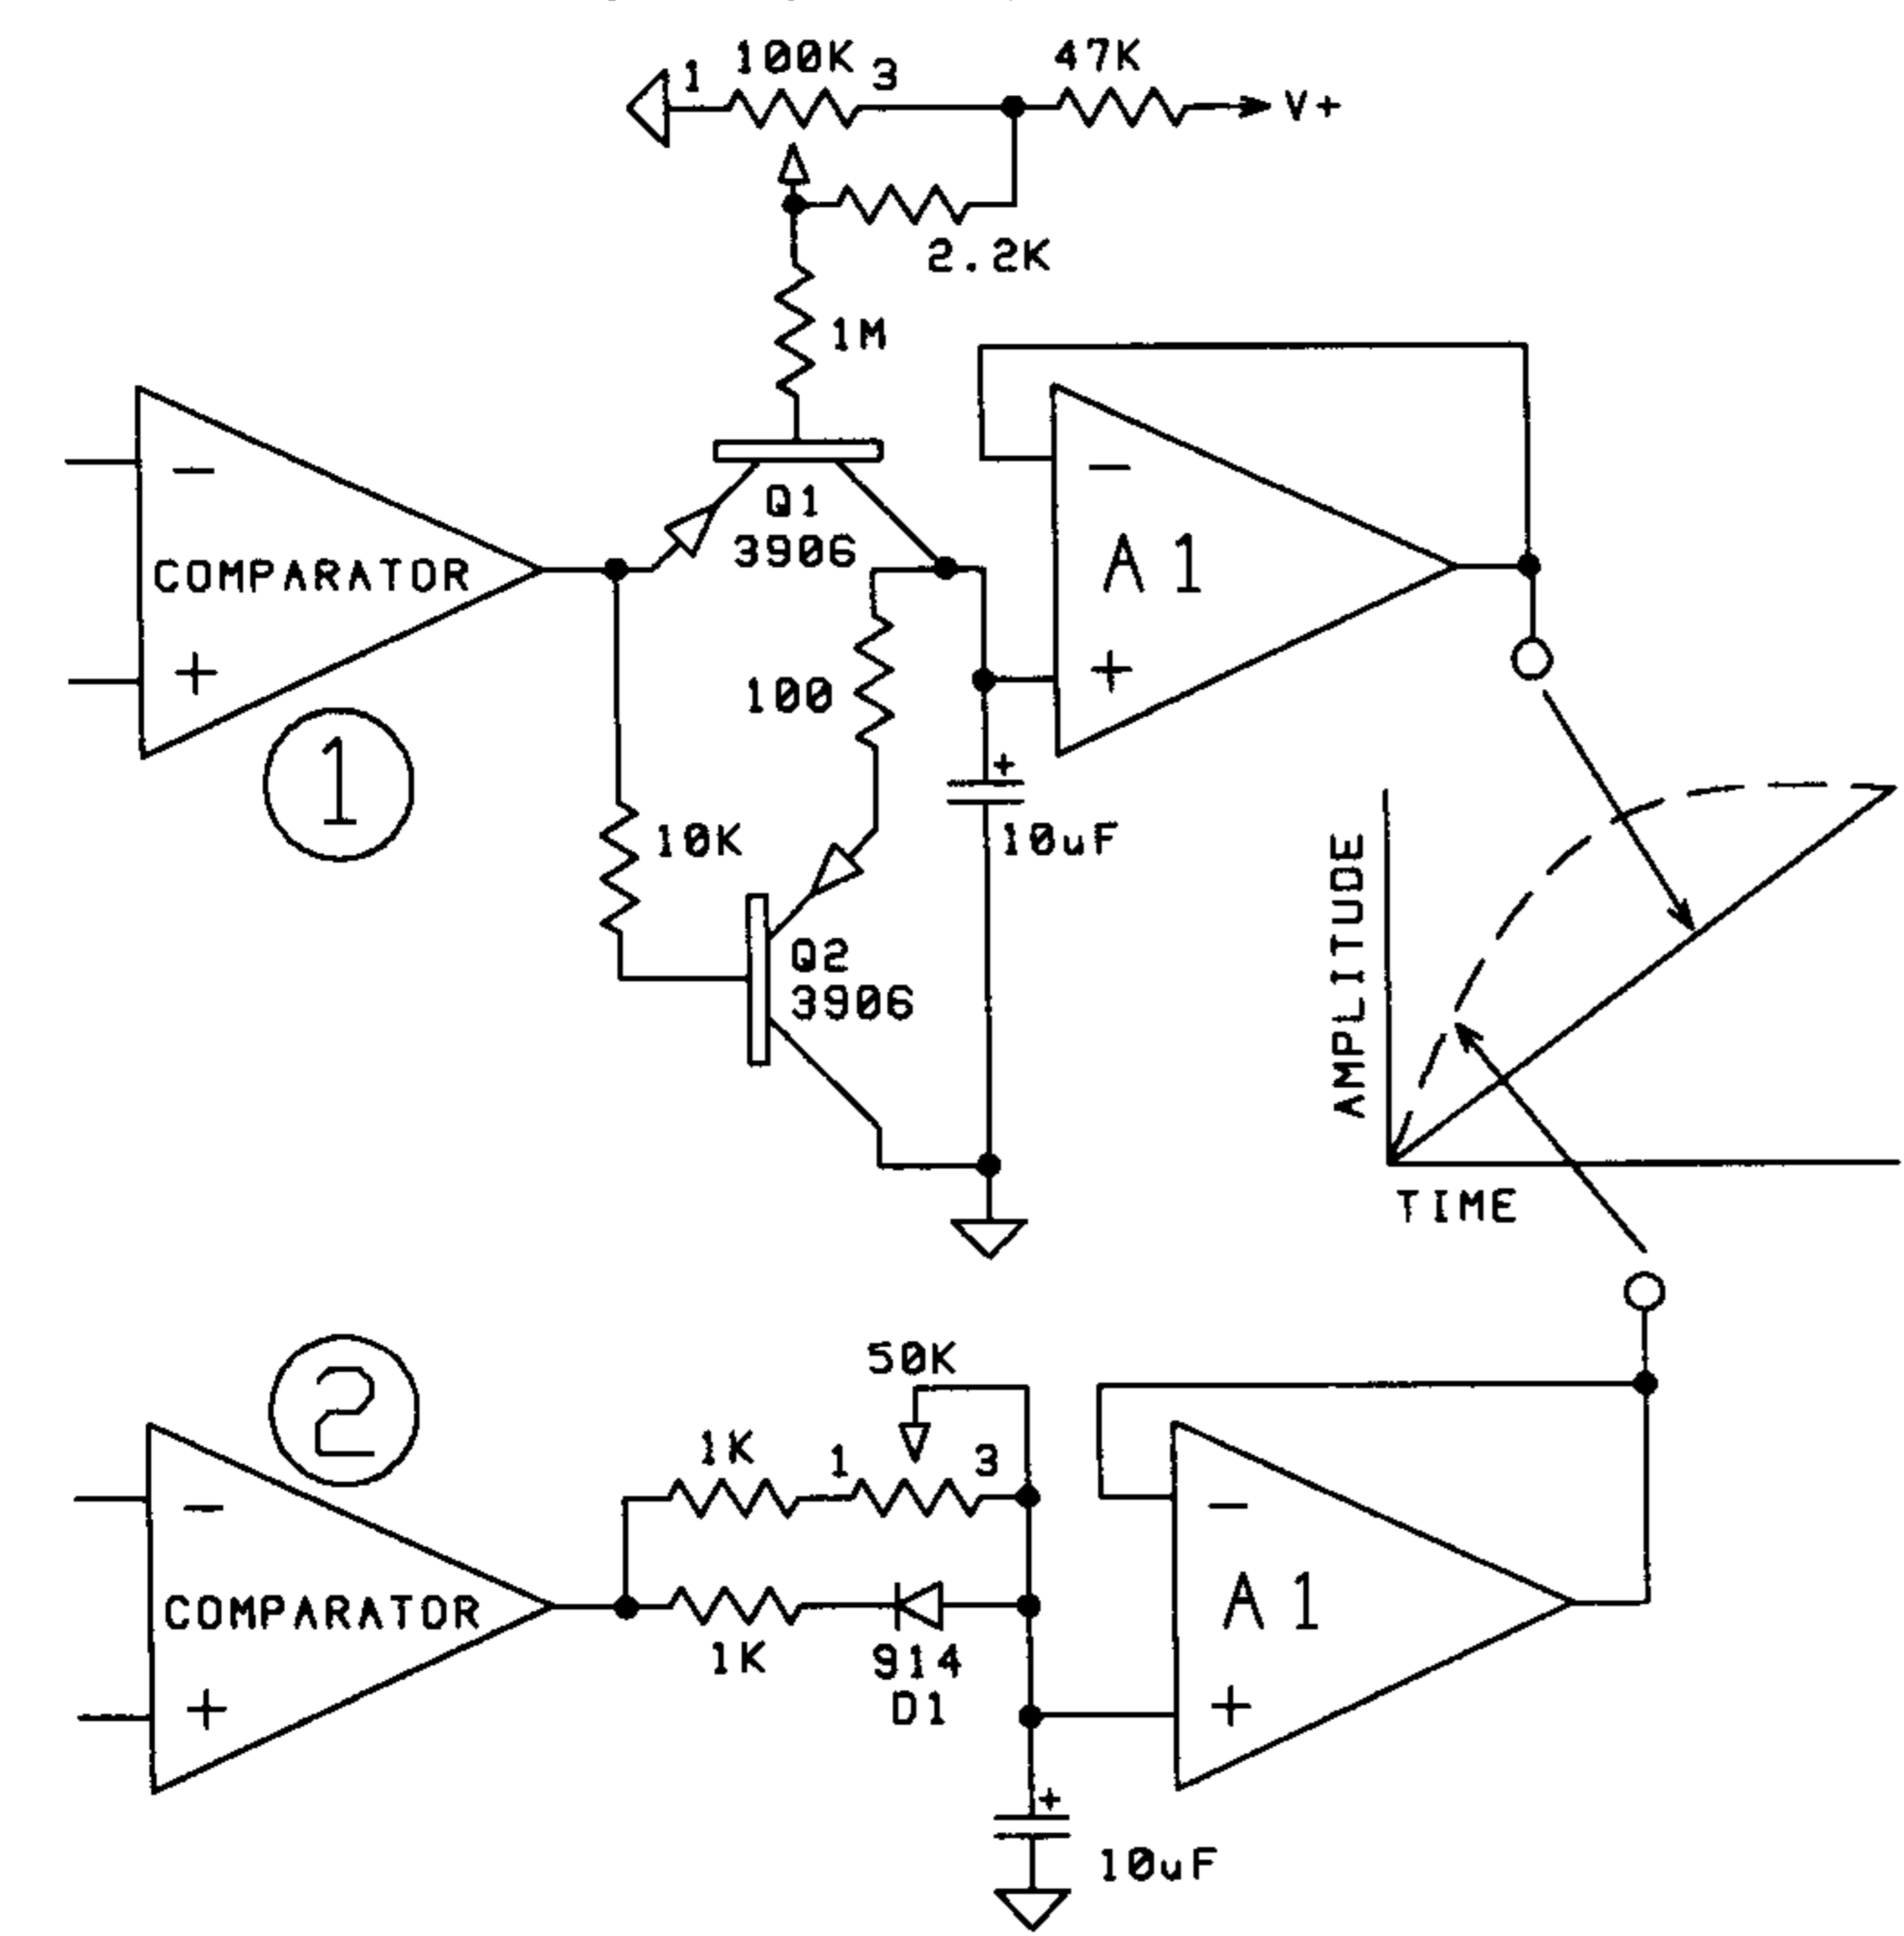 1 100K 3 47K
V+
2.2K
1M
−
COMPARATOR
+
1
Q1
3906
−
A1
+
100
10K
+
10uF
Q2
3906
AMPLITUDE
TIME
2
50K
1K 1 3
−
COMPARATOR
+
1K
914
D1
−
A1
+
+
10uF